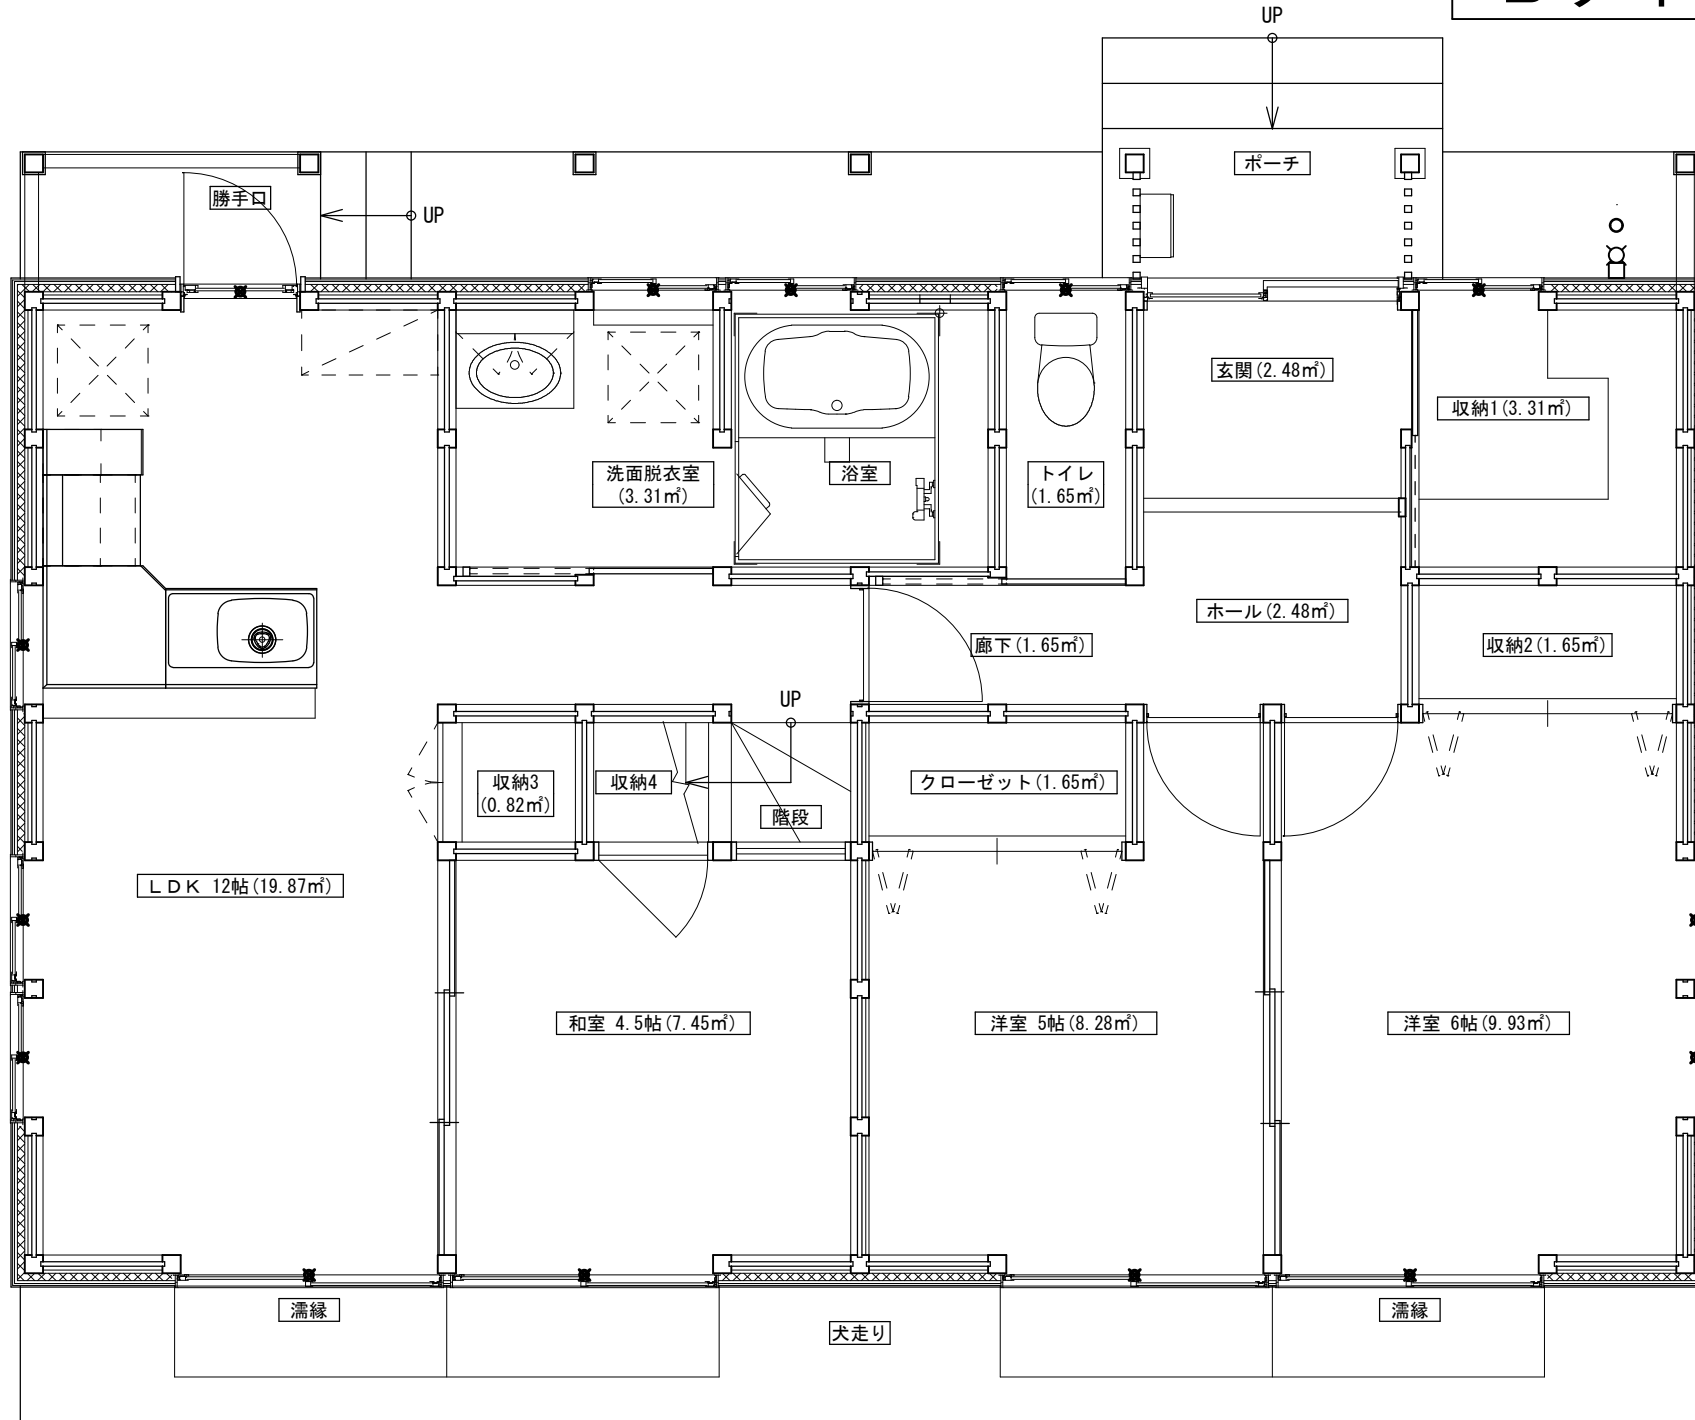 UP
ポーチ
勝手口
UP
玄関(2.48㎡)
収納1(3.31㎡)
洗面脱衣室
(3.31㎡)
浴室
トイレ
(1.65㎡)
ホール(2.48㎡)
廊下(1.65㎡)
収納2(1.65㎡)
UP
収納3
(0.82㎡)
収納4
クローゼット(1.65㎡)
階段
ＬＤＫ 12帖(19.87㎡)
和室 4.5帖(7.45㎡)
洋室 5帖(8.28㎡)
洋室 6帖(9.93㎡)
濡縁
濡縁
犬走り